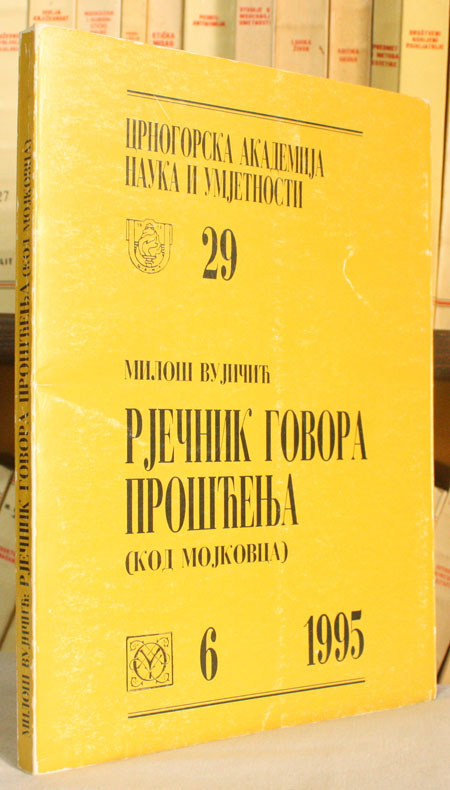 ЦРНОГОРСКА АКАДЕМИЈА
НАУКА И УМЈЕТНОСТИ
29
МИЛОШ ВУЈИЧИЋ
РЈЕЧНИК ГОВОРА
ПРОШЋЕЊА
(КОД МОЈКОВЦА)
6 1995
МИЛОШ ВУЈИЧИЋ: РЈЕЧНИК ГОВОРА ПРОШЋЕЊА (КОД МОЈКОВЦА)